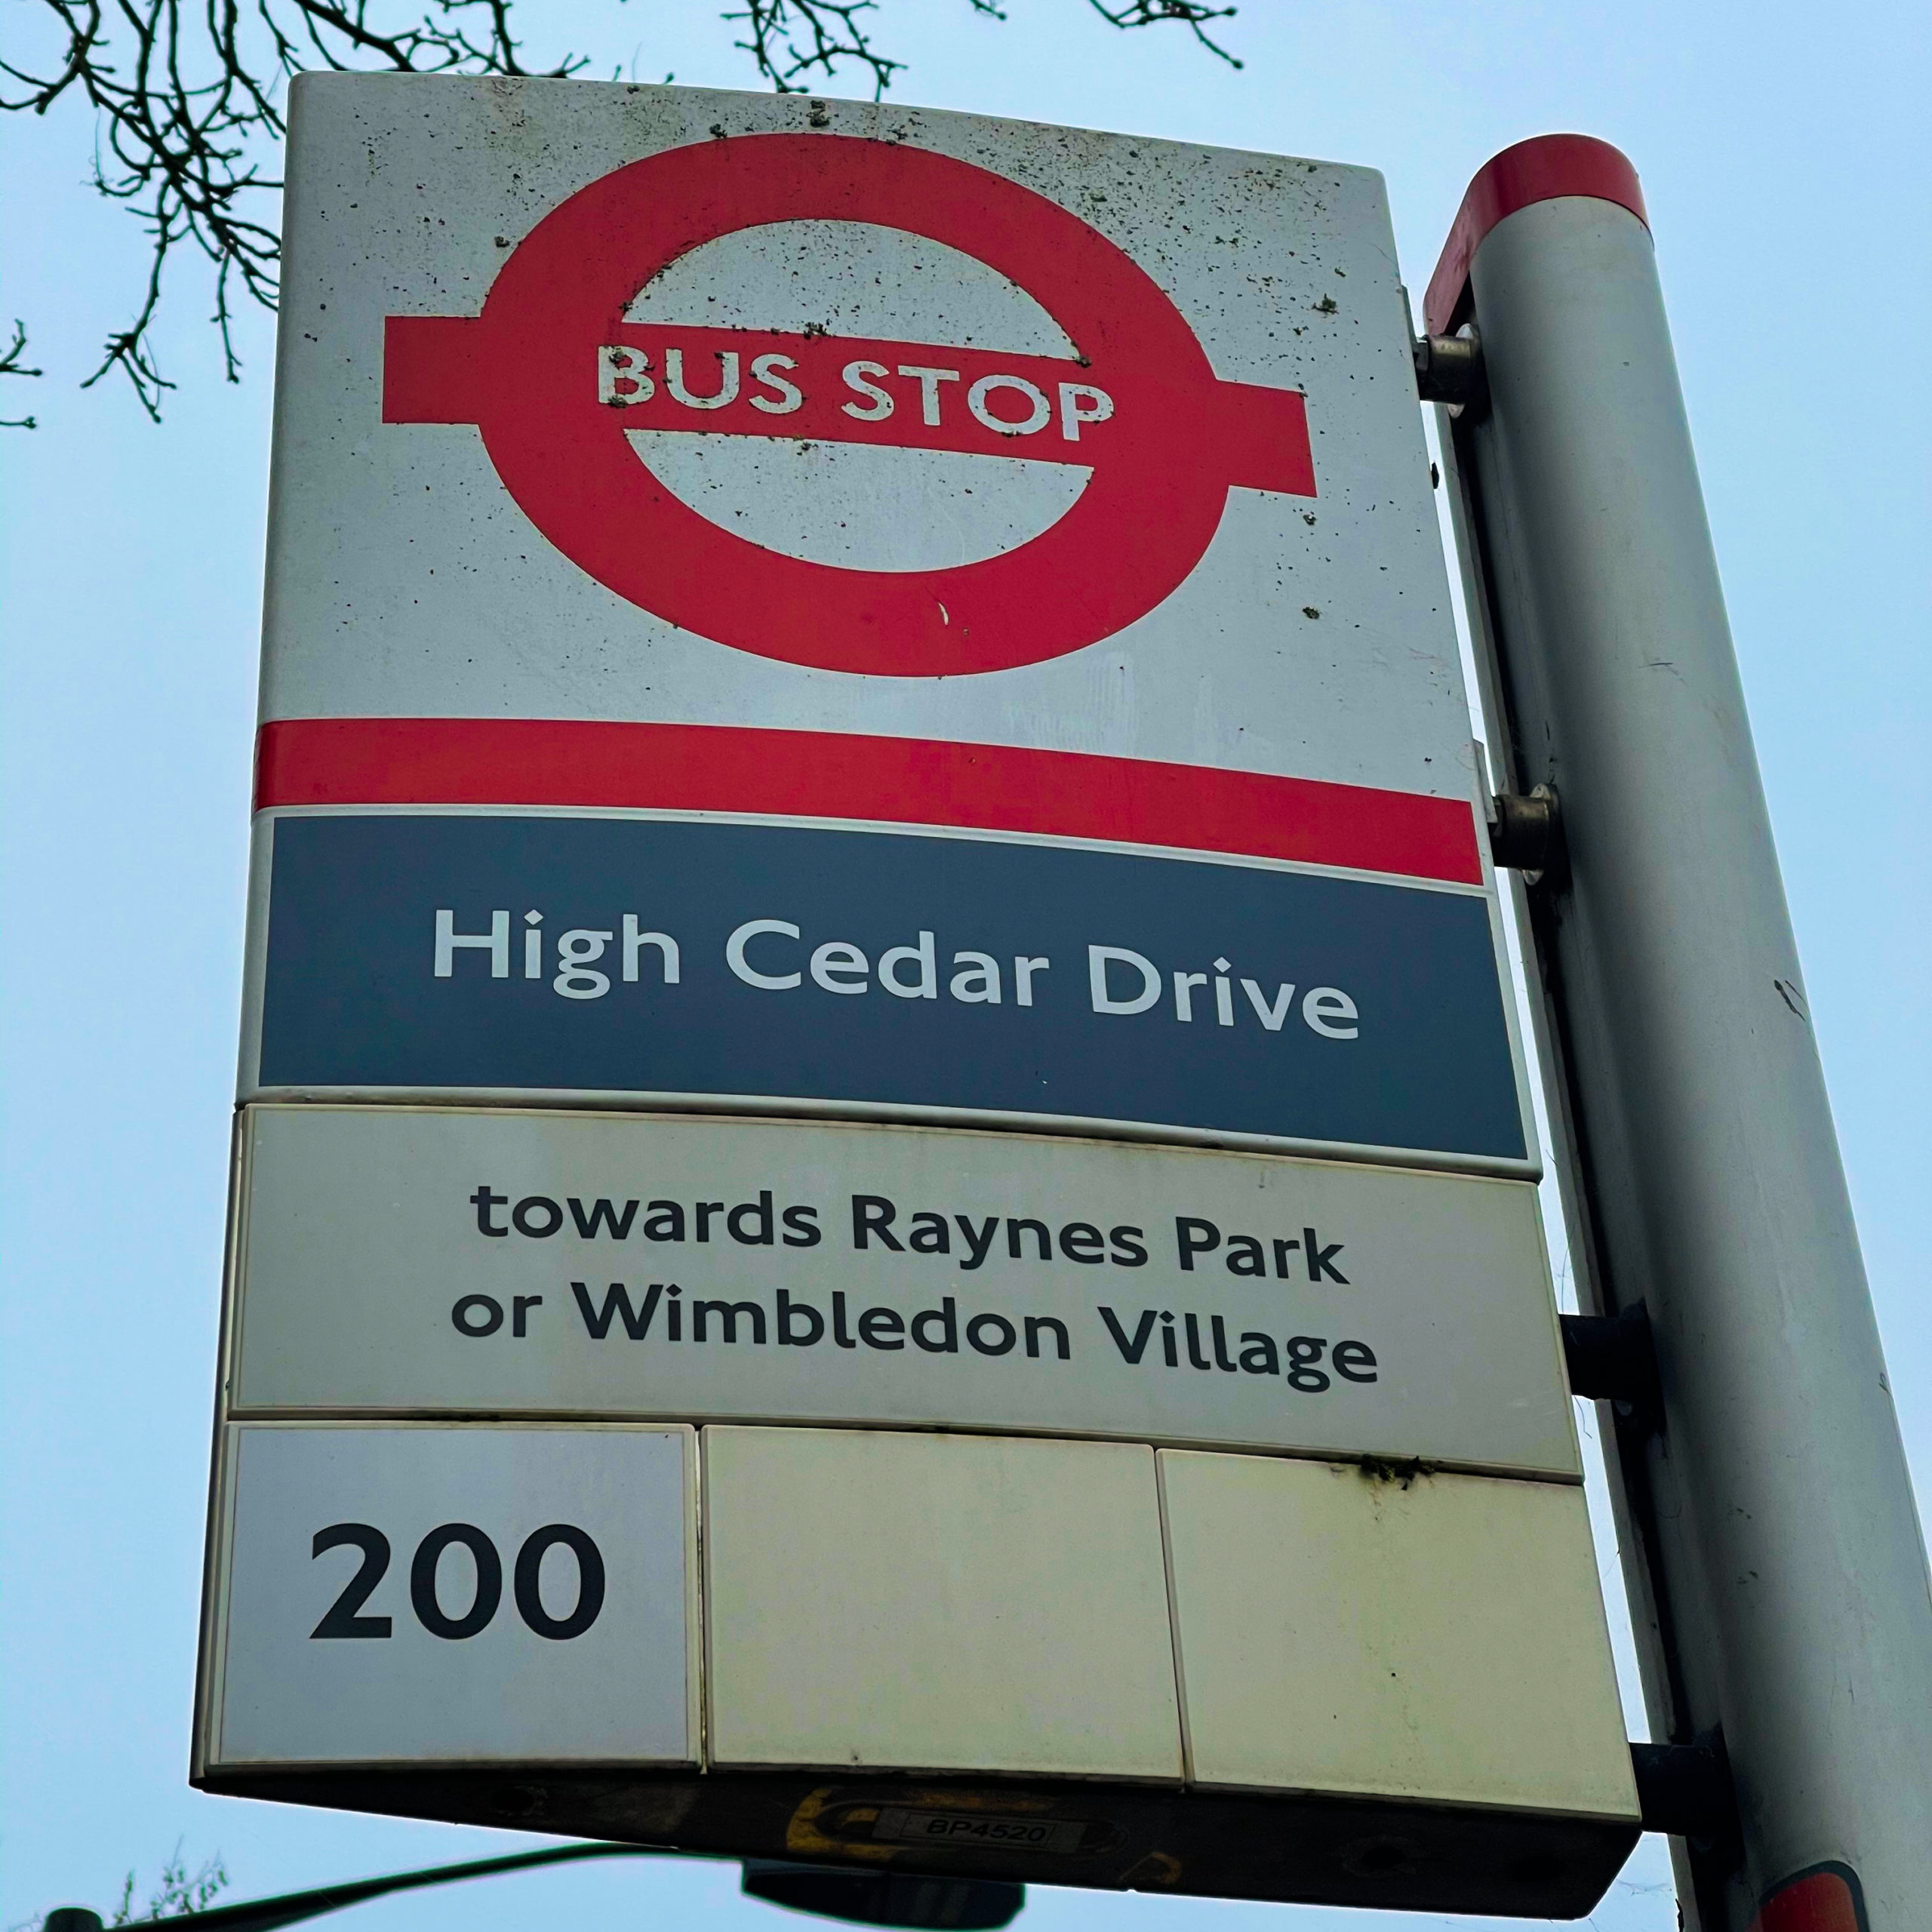 BUS STOP
High Cedar Drive
towards Raynes Park
or Wimbledon Village
200
BP4520